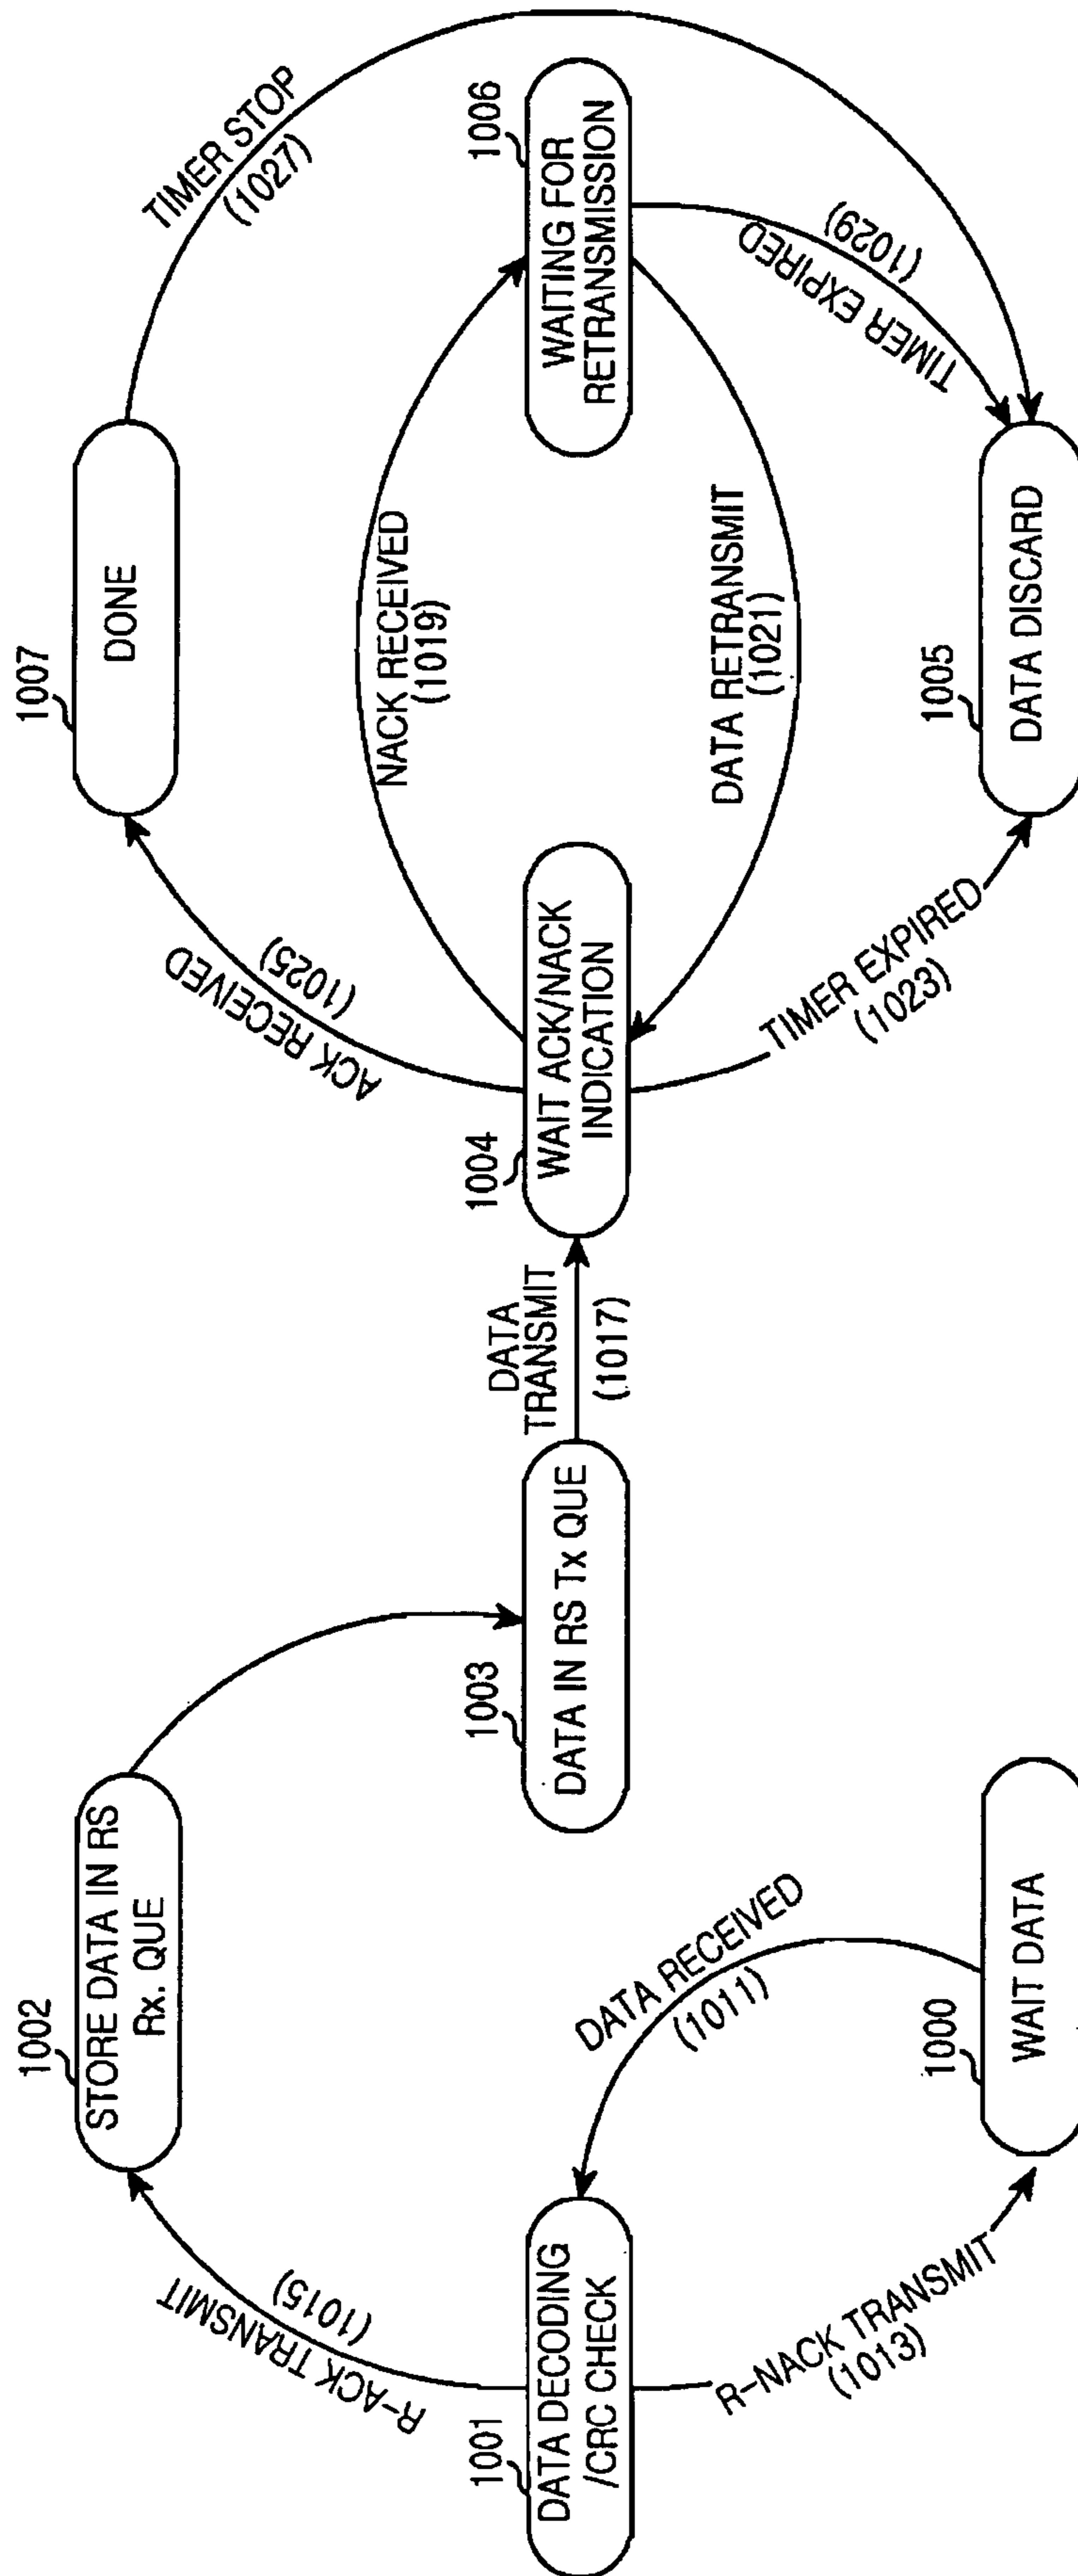 1002
STORE DATA IN RS
Rx. QUE
1007
DONE
TIMER STOP
(1027)
R-ACK TRANSMIT
(1015)
ACK RECEIVED
(1025)
NACK RECEIVED
(1019)
1001
DATA DECODING
/CRC CHECK
1003
DATA IN RS Tx QUE
DATA
TRANSMIT
(1017)
1004
WAIT ACK/NACK
INDICATION
1006
WAITING FOR
RETRANSMISSION
DATA RECEIVED
(1011)
DATA RETRANSMIT
(1021)
R-NACK TRANSMIT
(1013)
TIMER EXPIRED
(1023)
TIMER EXPIRED
(1029)
1000
WAIT DATA
1005
DATA DISCARD